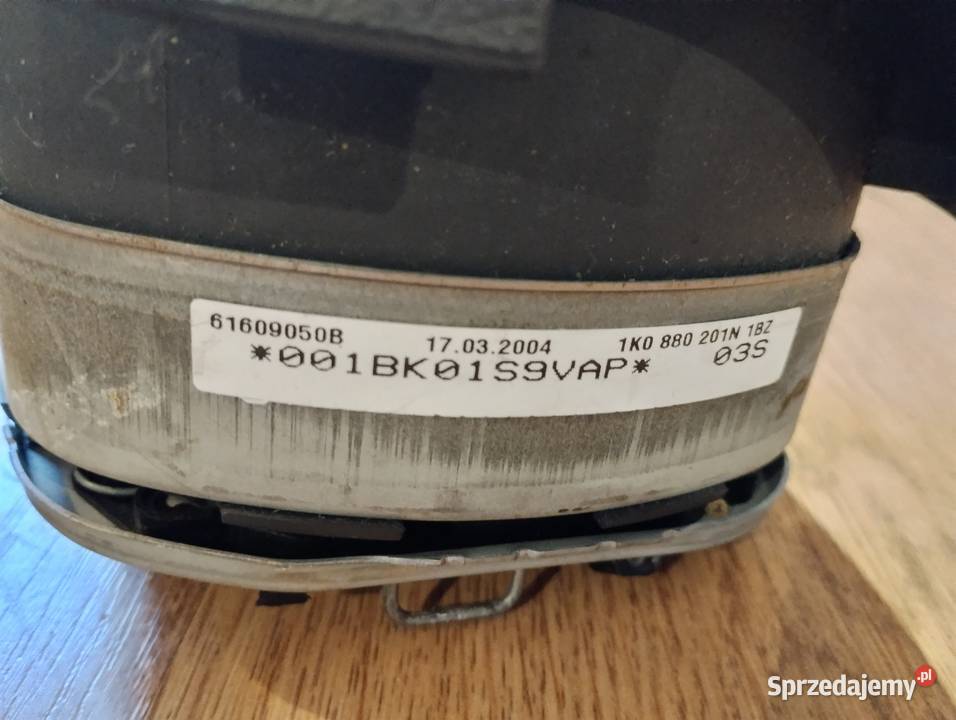 61609050B 17.03.2004 1K0 880 201N 1BZ
*001BK01S9VAP* 03S
Sprzedajemy.pl